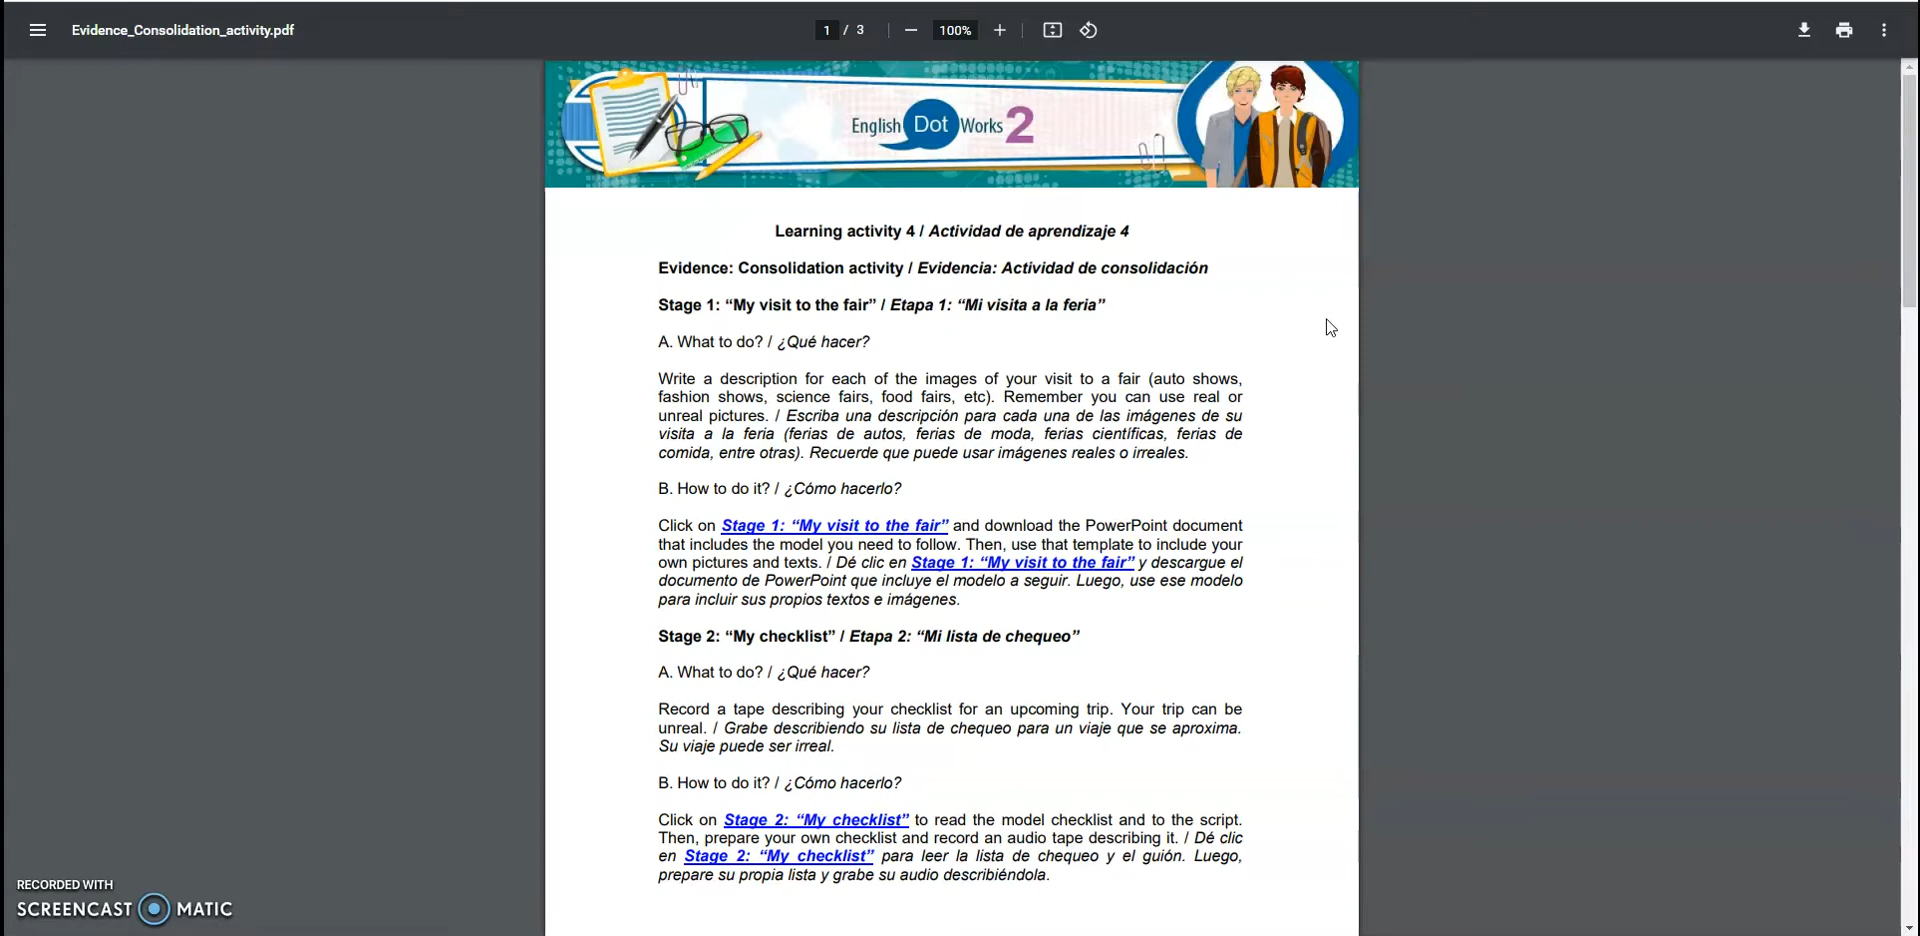 Evidence_Consolidation_activity.pdf
1 / 3
100%
English Dot Works 2
Learning activity 4 / Actividad de aprendizaje 4
Evidence: Consolidation activity / Evidencia: Actividad de consolidación
Stage 1: “My visit to the fair” / Etapa 1: “Mi visita a la feria”
A. What to do? / ¿Qué hacer?
Write a description for each of the images of your visit to a fair (auto shows,
fashion shows, science fairs, food fairs, etc). Remember you can use real or
unreal pictures. / Escriba una descripción para cada una de las imágenes de su
visita a la feria (ferias de autos, ferias de moda, ferias científicas, ferias de
comida, entre otras). Recuerde que puede usar imágenes reales o irreales.
B. How to do it? / ¿Cómo hacerlo?
Click on Stage 1: “My visit to the fair” and download the PowerPoint document
that includes the model you need to follow. Then, use that template to include your
own pictures and texts. / Dé clic en Stage 1: “My visit to the fair” y descargue el
documento de PowerPoint que incluye el modelo a seguir. Luego, use ese modelo
para incluir sus propios textos e imágenes.
Stage 2: “My checklist” / Etapa 2: “Mi lista de chequeo”
A. What to do? / ¿Qué hacer?
Record a tape describing your checklist for an upcoming trip. Your trip can be
unreal. / Grabe describiendo su lista de chequeo para un viaje que se aproxima.
Su viaje puede ser irreal.
B. How to do it? / ¿Cómo hacerlo?
Click on Stage 2: “My checklist” to read the model checklist and to the script.
Then, prepare your own checklist and record an audio tape describing it. / Dé clic
en Stage 2: “My checklist” para leer la lista de chequeo y el guión. Luego,
prepare su propia lista y grabe su audio describiéndola.
RECORDED WITH
SCREENCAST MATIC